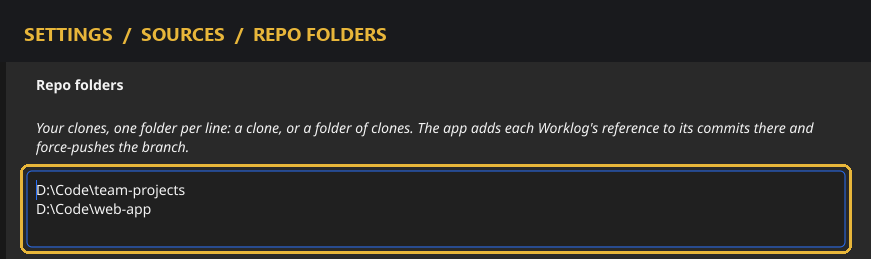 SETTINGS / SOURCES / REPO FOLDERS
Repo folders
Your clones, one folder per line: a clone, or a folder of clones. The app adds each Worklog's reference to its commits there and
force-pushes the branch.
D:\Code\team-projects
D:\Code\web-app